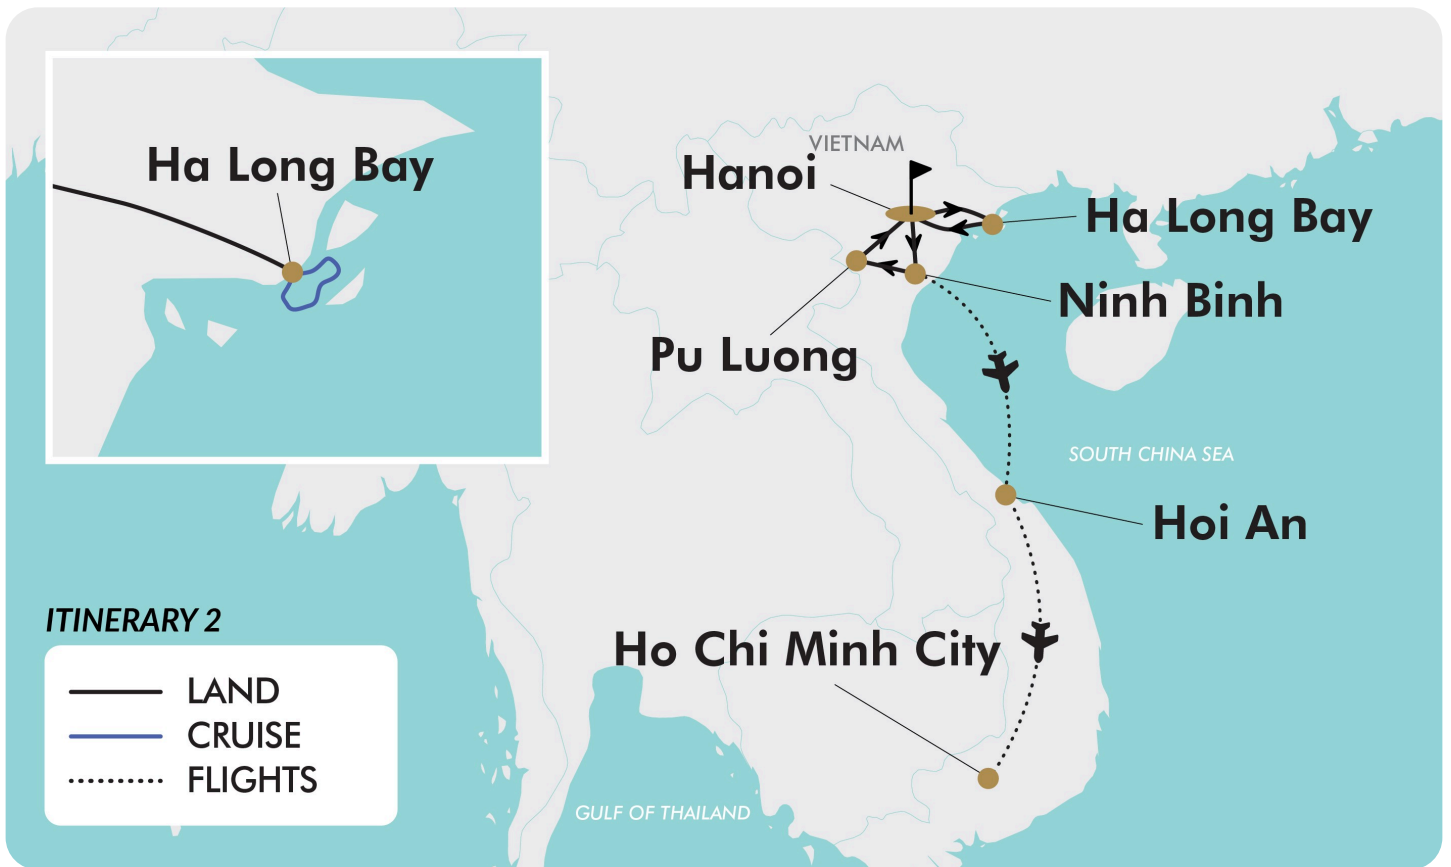 Ha Long Bay
VIETNAM
Hanoi
Ha Long Bay
Ninh Binh
Pu Luong
SOUTH CHINA SEA
Hoi An
Ho Chi Minh City
ITINERARY 2
LAND
CRUISE
FLIGHTS
GULF OF THAILAND